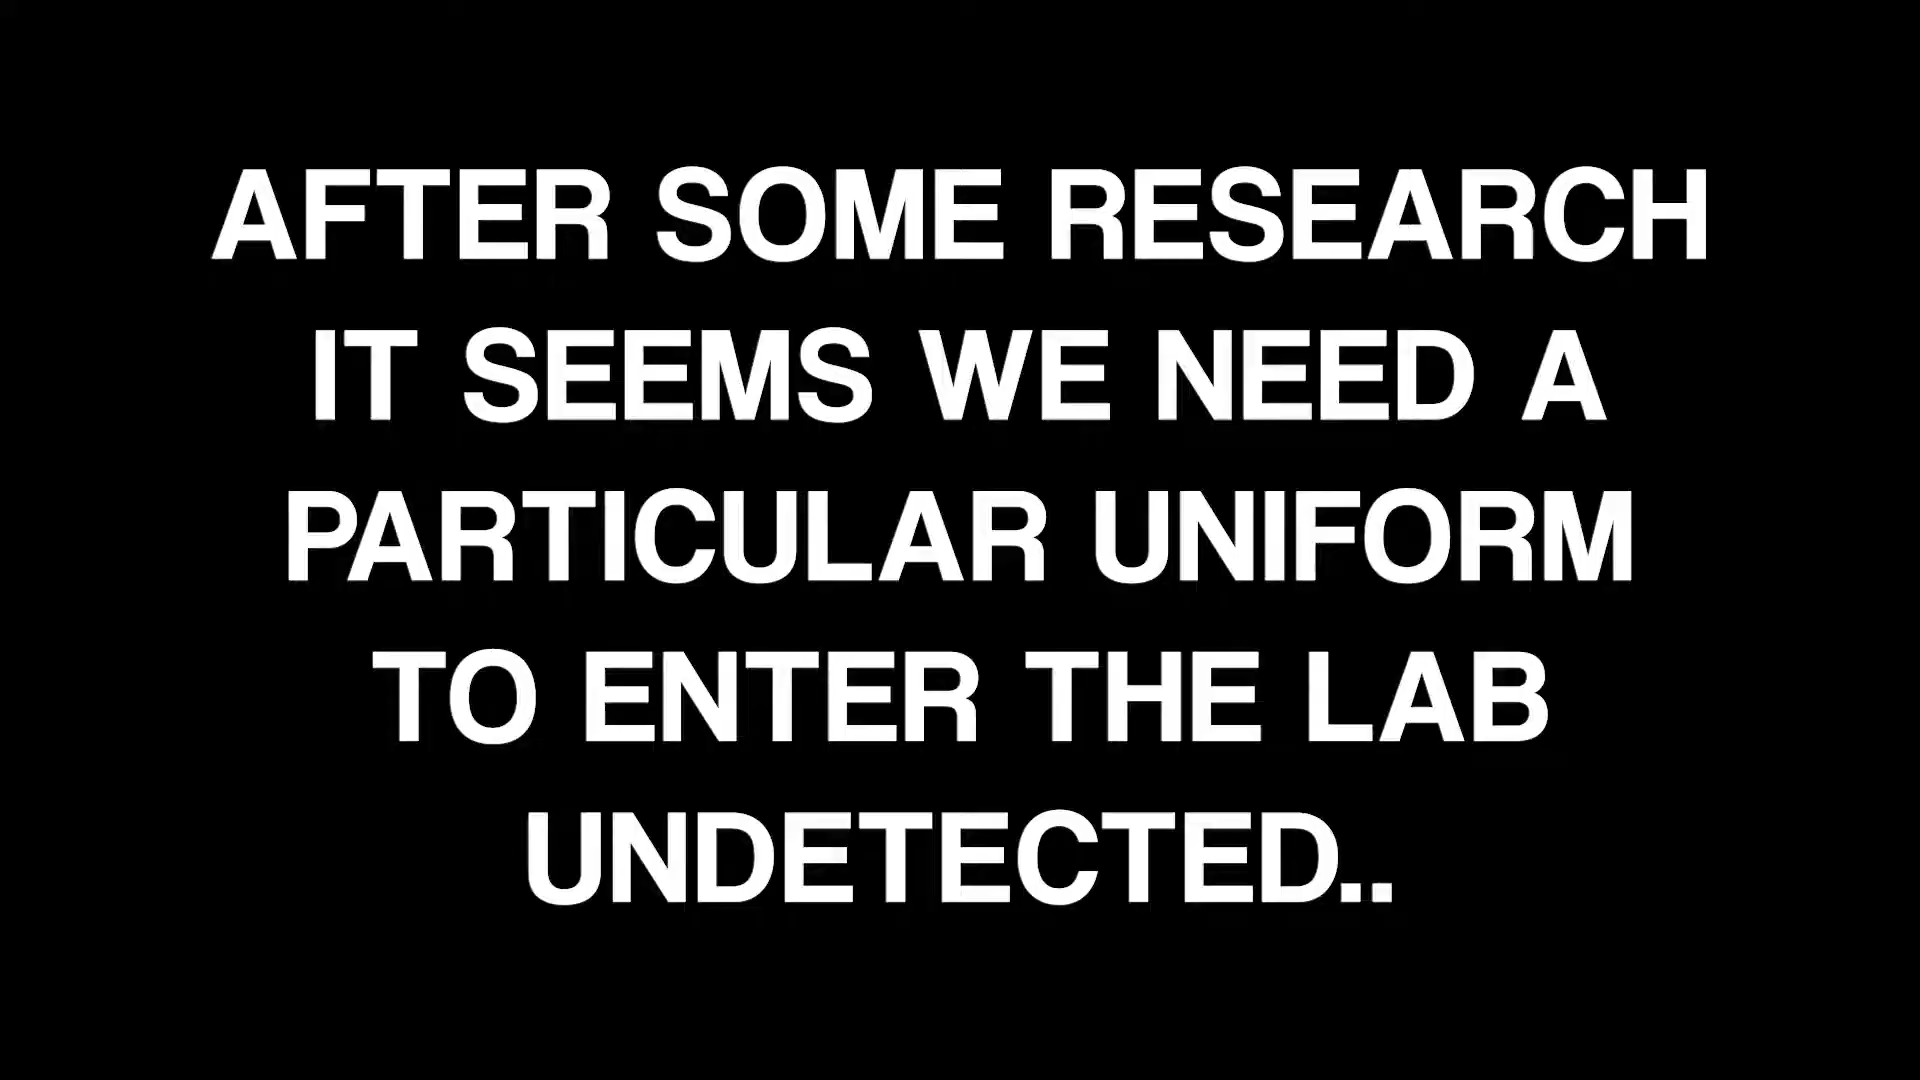 AFTER SOME RESEARCH
IT SEEMS WE NEED A
PARTICULAR UNIFORM
TO ENTER THE LAB
UNDETECTED..